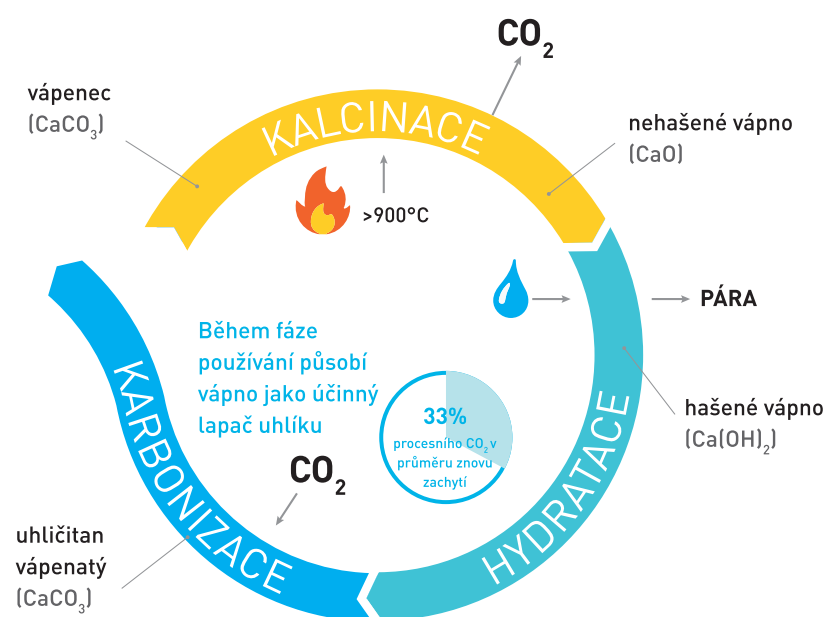 CO₂
vápenec
(CaCO₃)
KALCINACE
nehašené vápno
(CaO)
>900°C
PÁRA
Během fáze
používání působí
vápno jako účinný
lapač uhlíku
33%
procesního CO₂ v
průměru znovu
zachytí
hašené vápno
(Ca(OH)₂)
HYDRATACE
CO₂
KARBONIZACE
uhličitan
vápenatý
(CaCO₃)